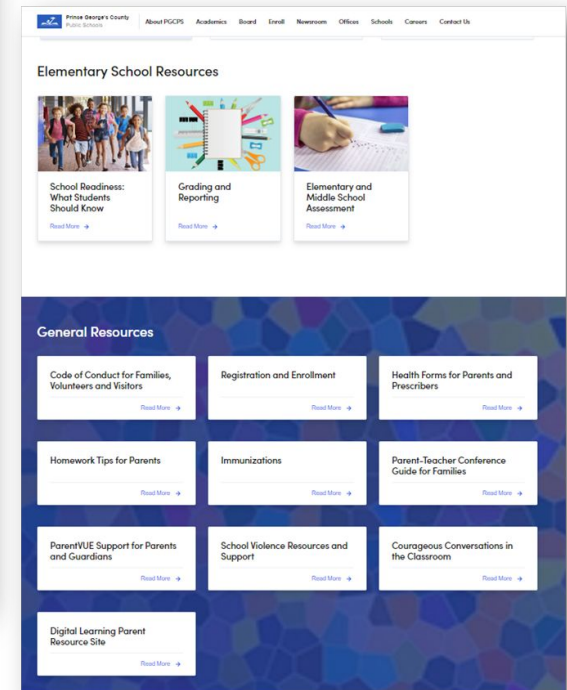 Prince George's County
Public Schools
About PGCPS Academics Board Enroll Newsroom Offices Schools Careers Contact Us
Elementary School Resources
School Readiness:
What Students
Should Know
Read More →
Grading and
Reporting
Read More →
Elementary and
Middle School
Assessment
Read More →
General Resources
Code of Conduct for Families,
Volunteers and Visitors
Read More →
Registration and Enrollment
Read More →
Health Forms for Parents and
Prescribers
Read More →
Homework Tips for Parents
Read More →
Immunizations
Read More →
Parent-Teacher Conference
Guide for Families
Read More →
ParentVUE Support for Parents
and Guardians
Read More →
School Violence Resources and
Support
Read More →
Courageous Conversations in
the Classroom
Read More →
Digital Learning Parent
Resource Site
Read More →